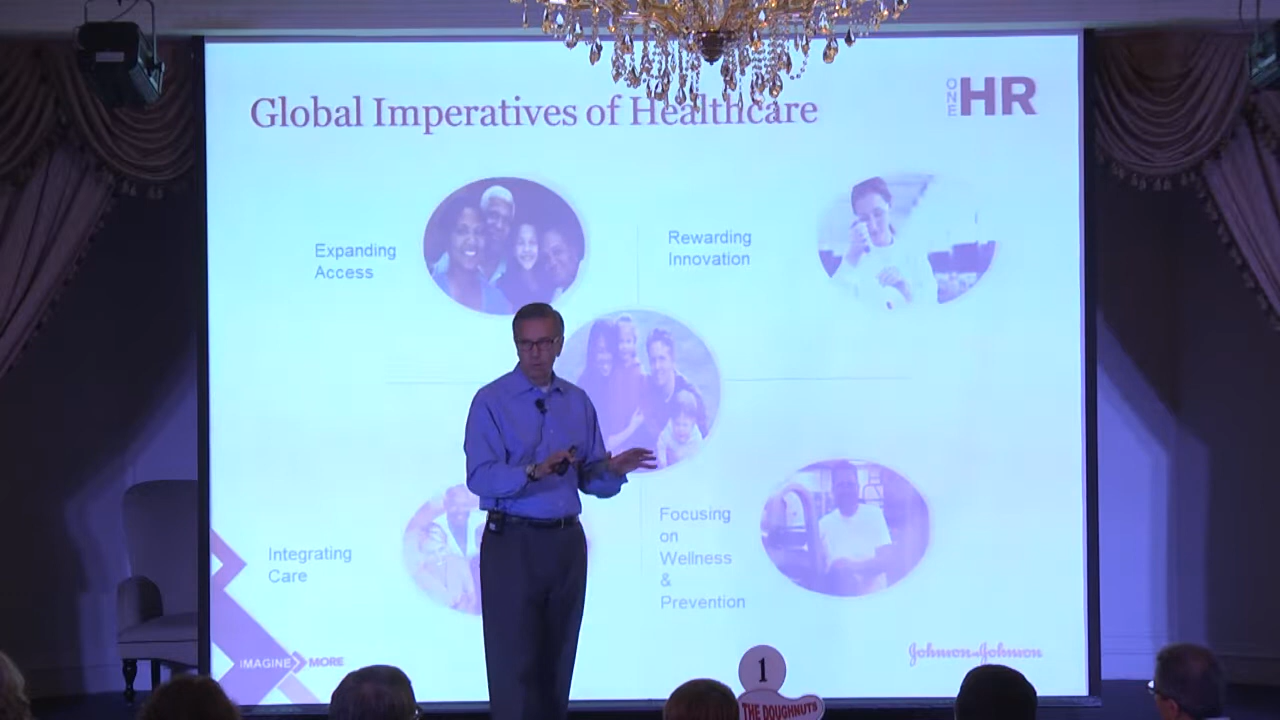 Global Imperatives of Healthcare
ONE HR
Expanding
Access
Rewarding
Innovation
Integrating
Care
Focusing
on
Wellness
&
Prevention
IMAGINE MORE
Johnson & Johnson
1
THE DOUGHNUTS